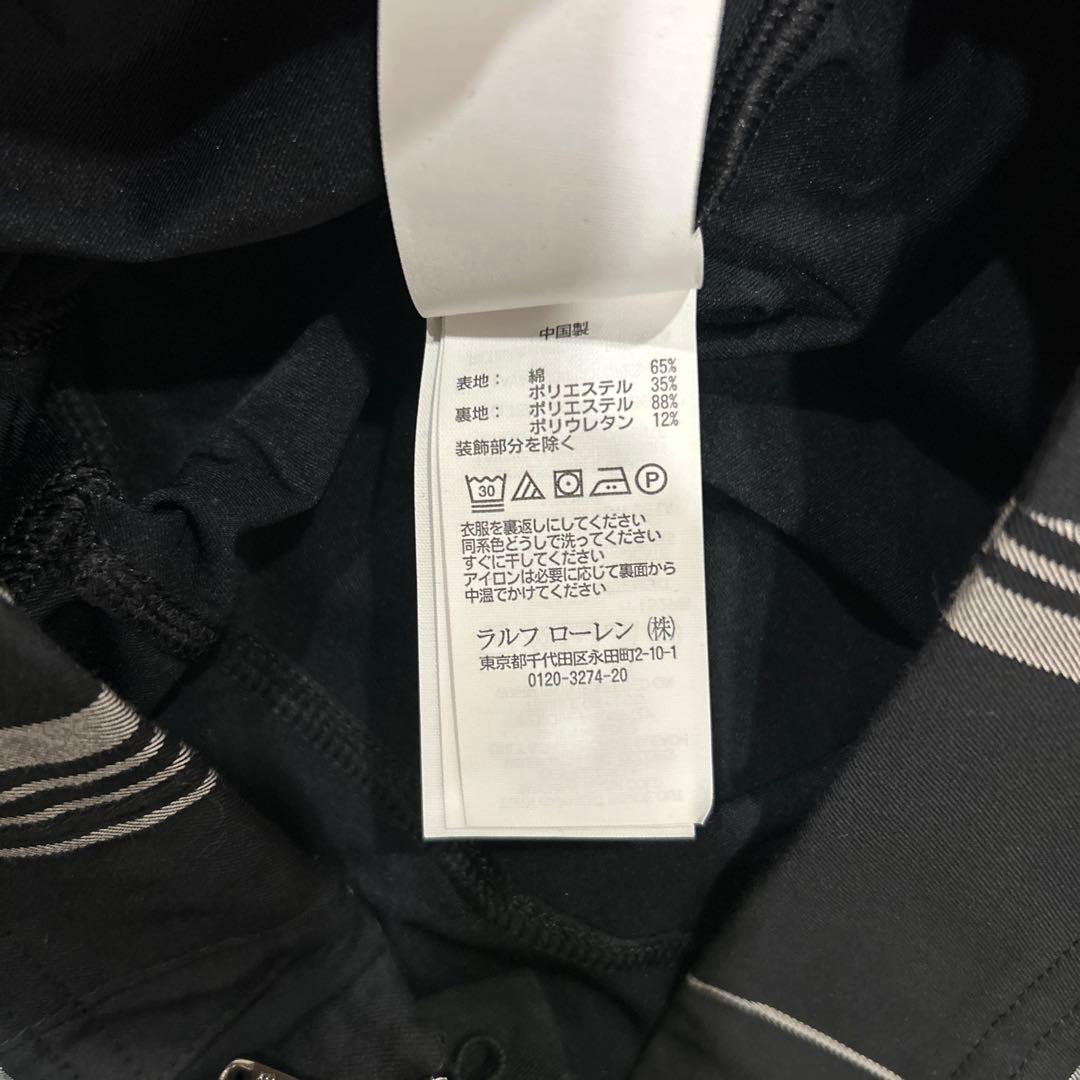 中国製
表地: 綿 65%
ポリエステル 35%
裏地: ポリエステル 88%
ポリウレタン 12%
装飾部分を除く
30 P
衣服を裏返しにしてください
同系色どうしで洗ってください
すぐに干してください
アイロンは必要に応じて裏面から
中温でかけてください
ラルフ ローレン (株)
東京都千代田区永田町2-10-1
0120-3274-20